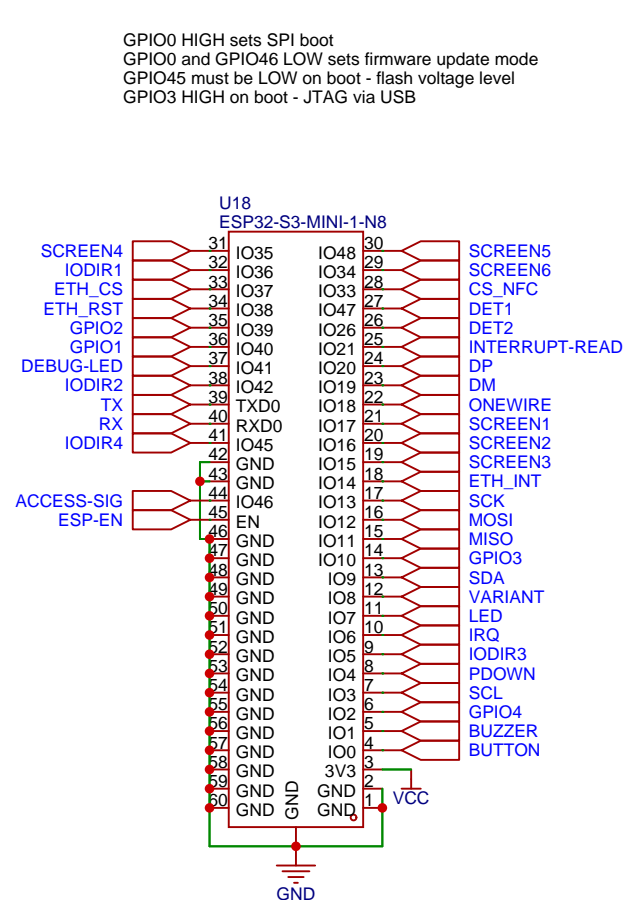 GPIO0 HIGH sets SPI boot
GPIO0 and GPIO46 LOW sets firmware update mode
GPIO45 must be LOW on boot - flash voltage level
GPIO3 HIGH on boot - JTAG via USB
U18
ESP32-S3-MINI-1-N8
SCREEN4 31 IO35 IO48 30 SCREEN5
IODIR1 32 IO36 IO34 29 SCREEN6
ETH_CS 33 IO37 IO33 28 CS_NFC
ETH_RST 34 IO38 IO47 27 DET1
GPIO2 35 IO39 IO26 26 DET2
GPIO1 36 IO40 IO21 25 INTERRUPT-READ
DEBUG-LED 37 IO41 IO20 24 DP
IODIR2 38 IO42 IO19 23 DM
TX 39 TXD0 IO18 22 ONEWIRE
RX 40 RXD0 IO17 21 SCREEN1
IODIR4 41 IO45 IO16 20 SCREEN2
42 GND IO15 19 SCREEN3
43 GND IO14 18 ETH_INT
ACCESS-SIG 44 IO46 IO13 17 SCK
ESP-EN 45 EN IO12 16 MOSI
46 GND IO11 15 MISO
47 GND IO10 14 GPIO3
48 GND IO9 13 SDA
49 GND IO8 12 VARIANT
50 GND IO7 11 LED
51 GND IO6 10 IRQ
52 GND IO5 9 IODIR3
53 GND IO4 8 PDOWN
54 GND IO3 7 SCL
55 GND IO2 6 GPIO4
56 GND IO1 5 BUZZER
57 GND IO0 4 BUTTON
58 GND 3V3 3
59 GND GND 2 VCC
60 GND GND GND 1
GND